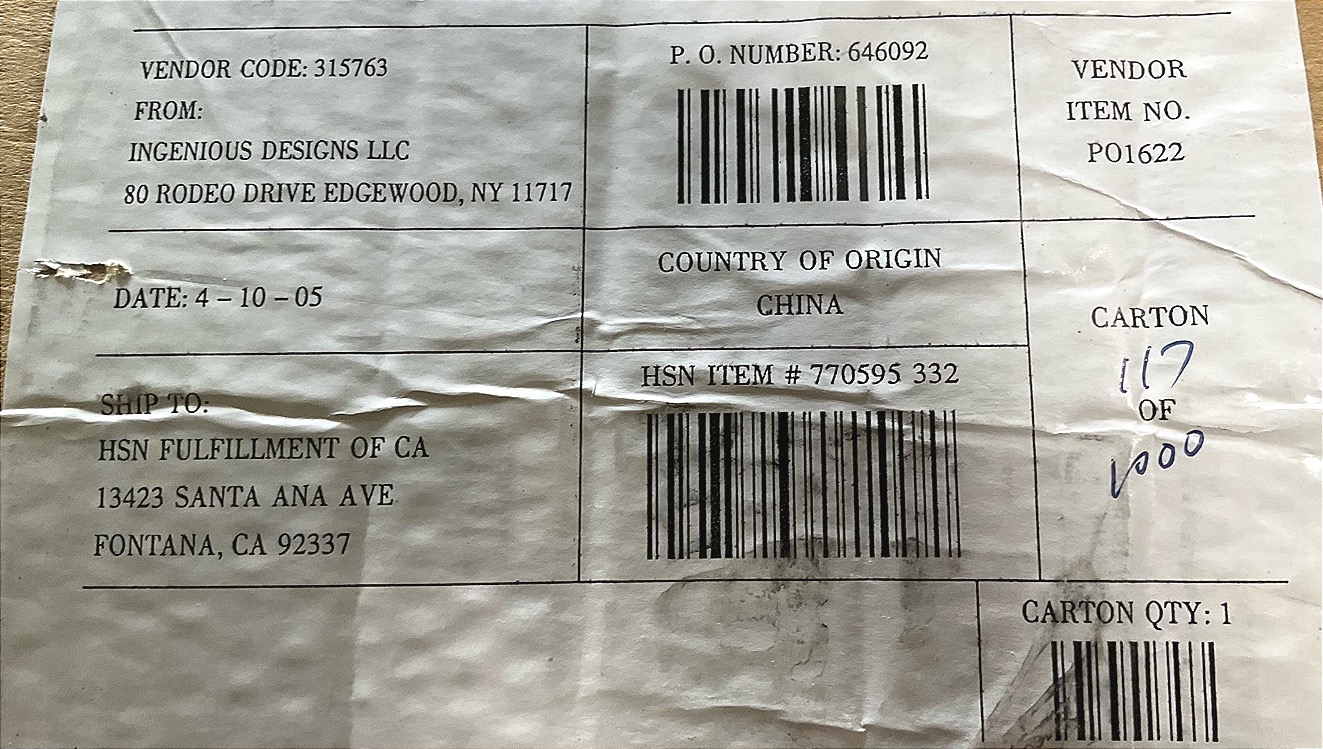 VENDOR CODE: 315763
FROM:
INGENIOUS DESIGNS LLC
80 RODEO DRIVE EDGEWOOD, NY 11717
P. O. NUMBER: 646092
VENDOR
ITEM NO.
PO1622
DATE: 4 – 10 – 05
COUNTRY OF ORIGIN
CHINA
CARTON
117
OF
1000
SHIP TO:
HSN FULFILLMENT OF CA
13423 SANTA ANA AVE
FONTANA, CA 92337
HSN ITEM # 770595 332
CARTON QTY: 1